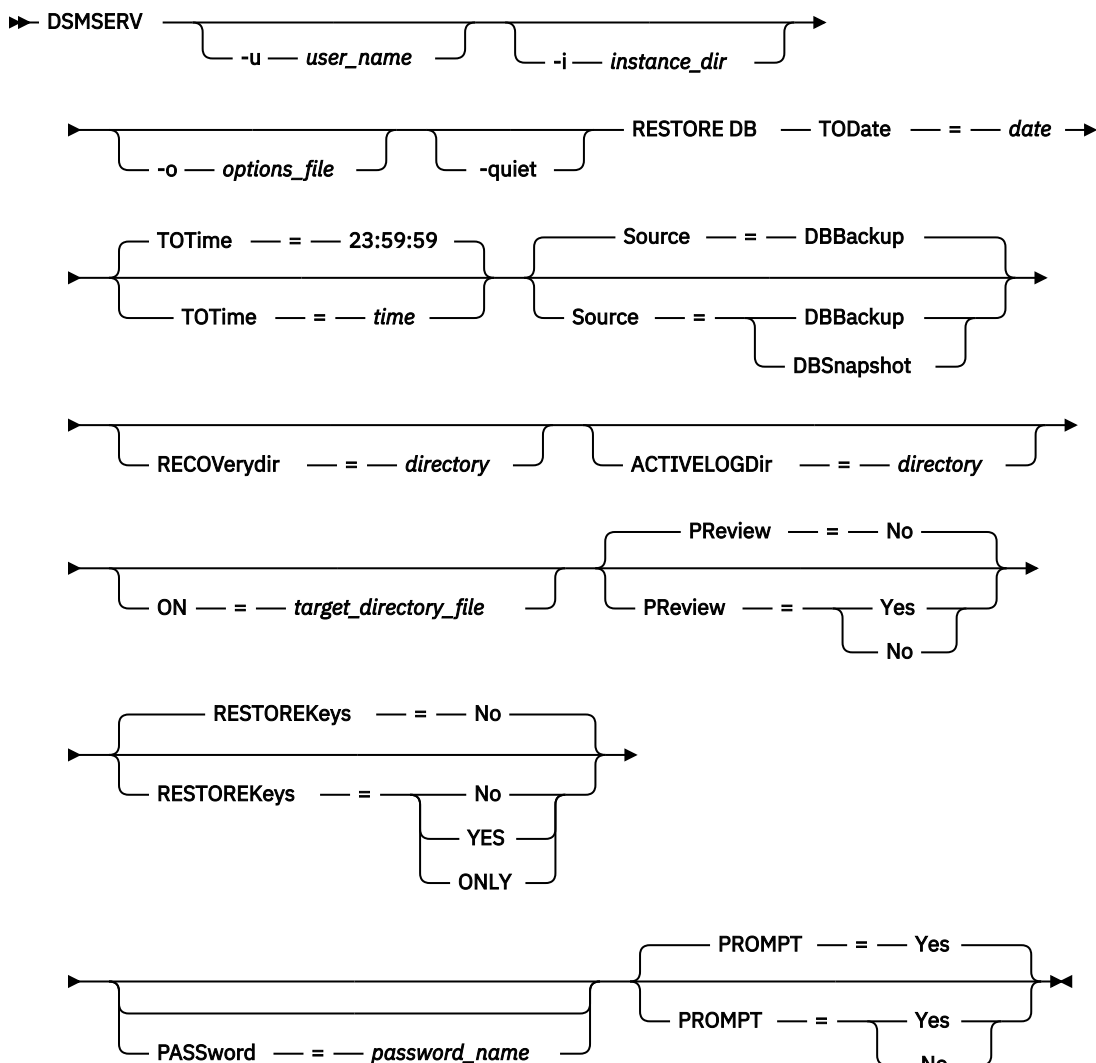 DSMSERV
-u user_name -i instance_dir
RESTORE DB TODate = date
-o options_file -quiet
TOTime = 23:59:59 Source = DBBackup
TOTime = time Source = DBBackup
DBSnapshot
RECOVerydir = directory ACTIVELOGDir = directory
PReview = No
ON = target_directory_file PReview = Yes
No
RESTOREKeys = No
RESTOREKeys = No
YES
ONLY
PROMPT = Yes
PROMPT = Yes
PASSword = password_name No